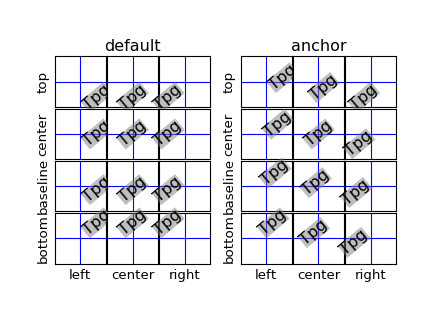 default anchor
top Tpg Tpg Tpg top Tpg Tpg Tpg
center Tpg Tpg Tpg center Tpg Tpg Tpg
baseline Tpg Tpg Tpg baseline Tpg Tpg Tpg
bottom Tpg Tpg Tpg bottom Tpg Tpg Tpg
left center right left center right